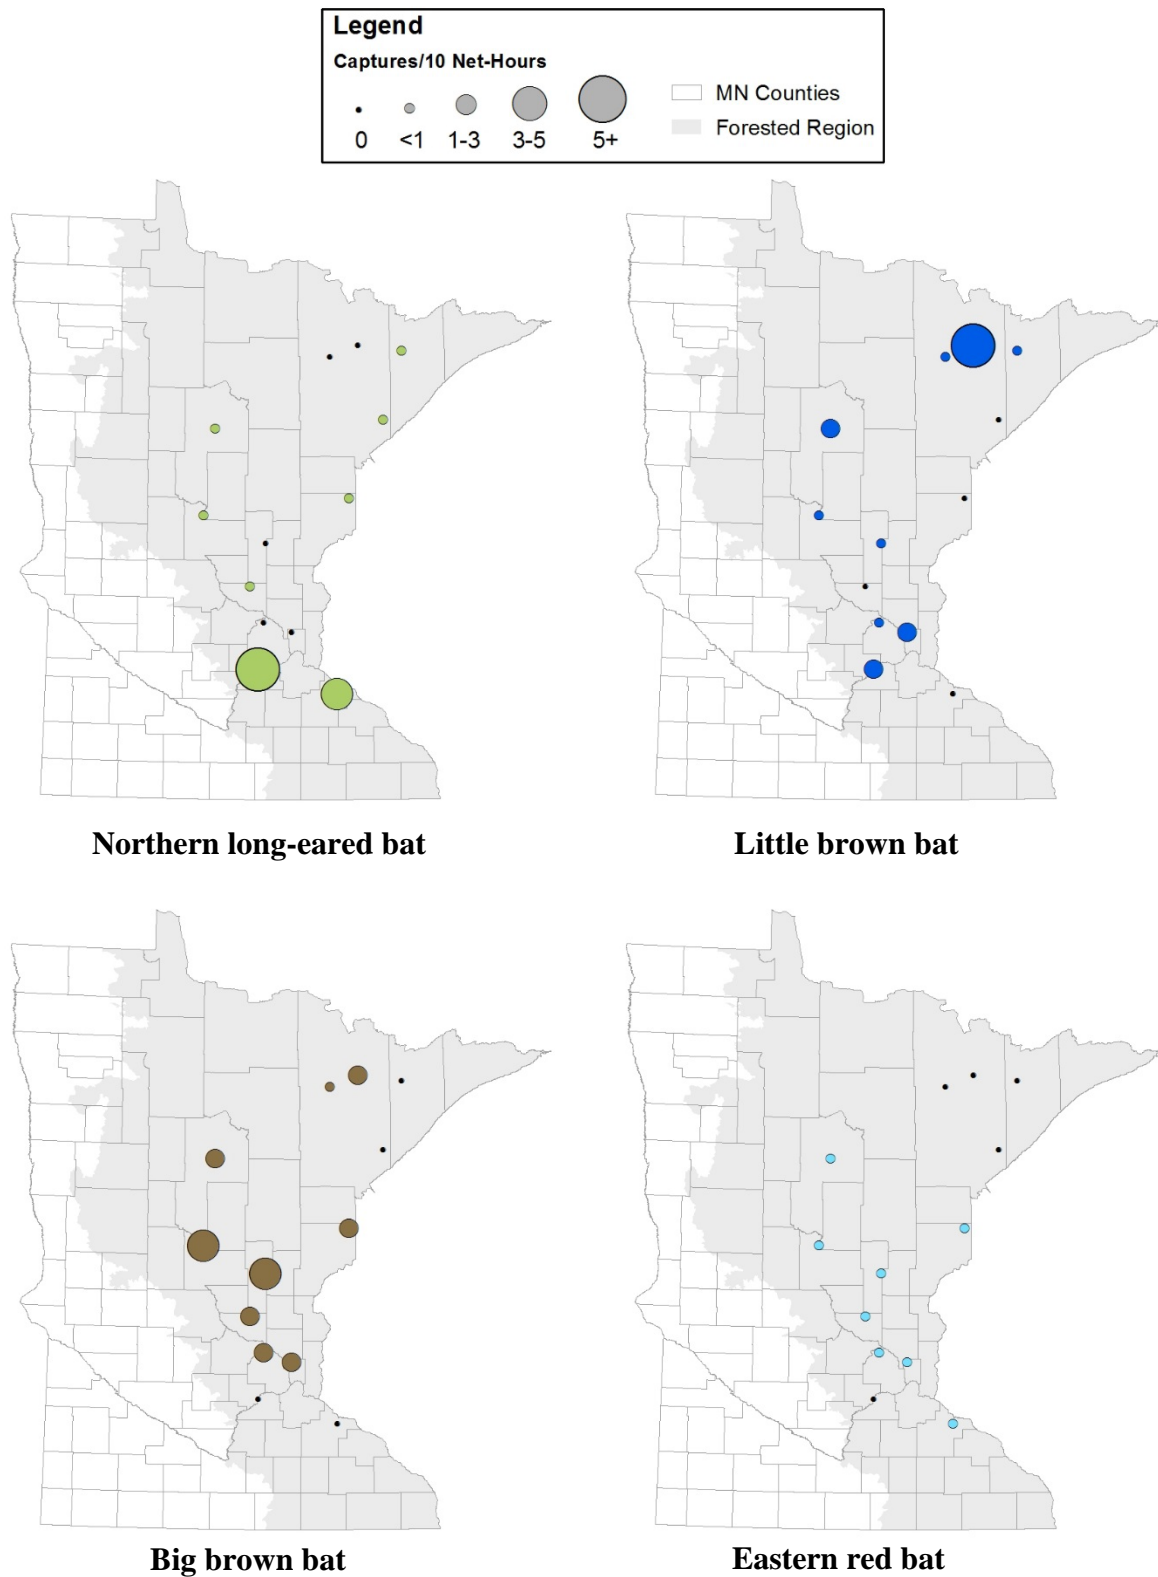 Legend
Captures/10 Net-Hours
0 <1 1-3 3-5 5+
MN Counties
Forested Region
Northern long-eared bat
Little brown bat
Big brown bat
Eastern red bat